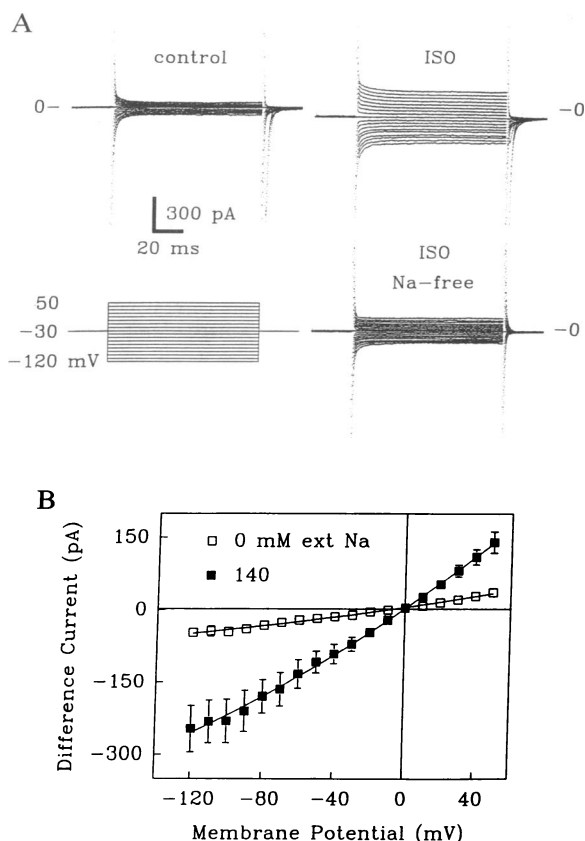 A
control
ISO
0-
-0
300 pA
20 ms
ISO
Na-free
50
-30
-120 mV
-0
B
Difference Current (pA)
150
0
-150
-300
0 mM ext Na
140
-120
-80
-40
0
40
Membrane Potential (mV)